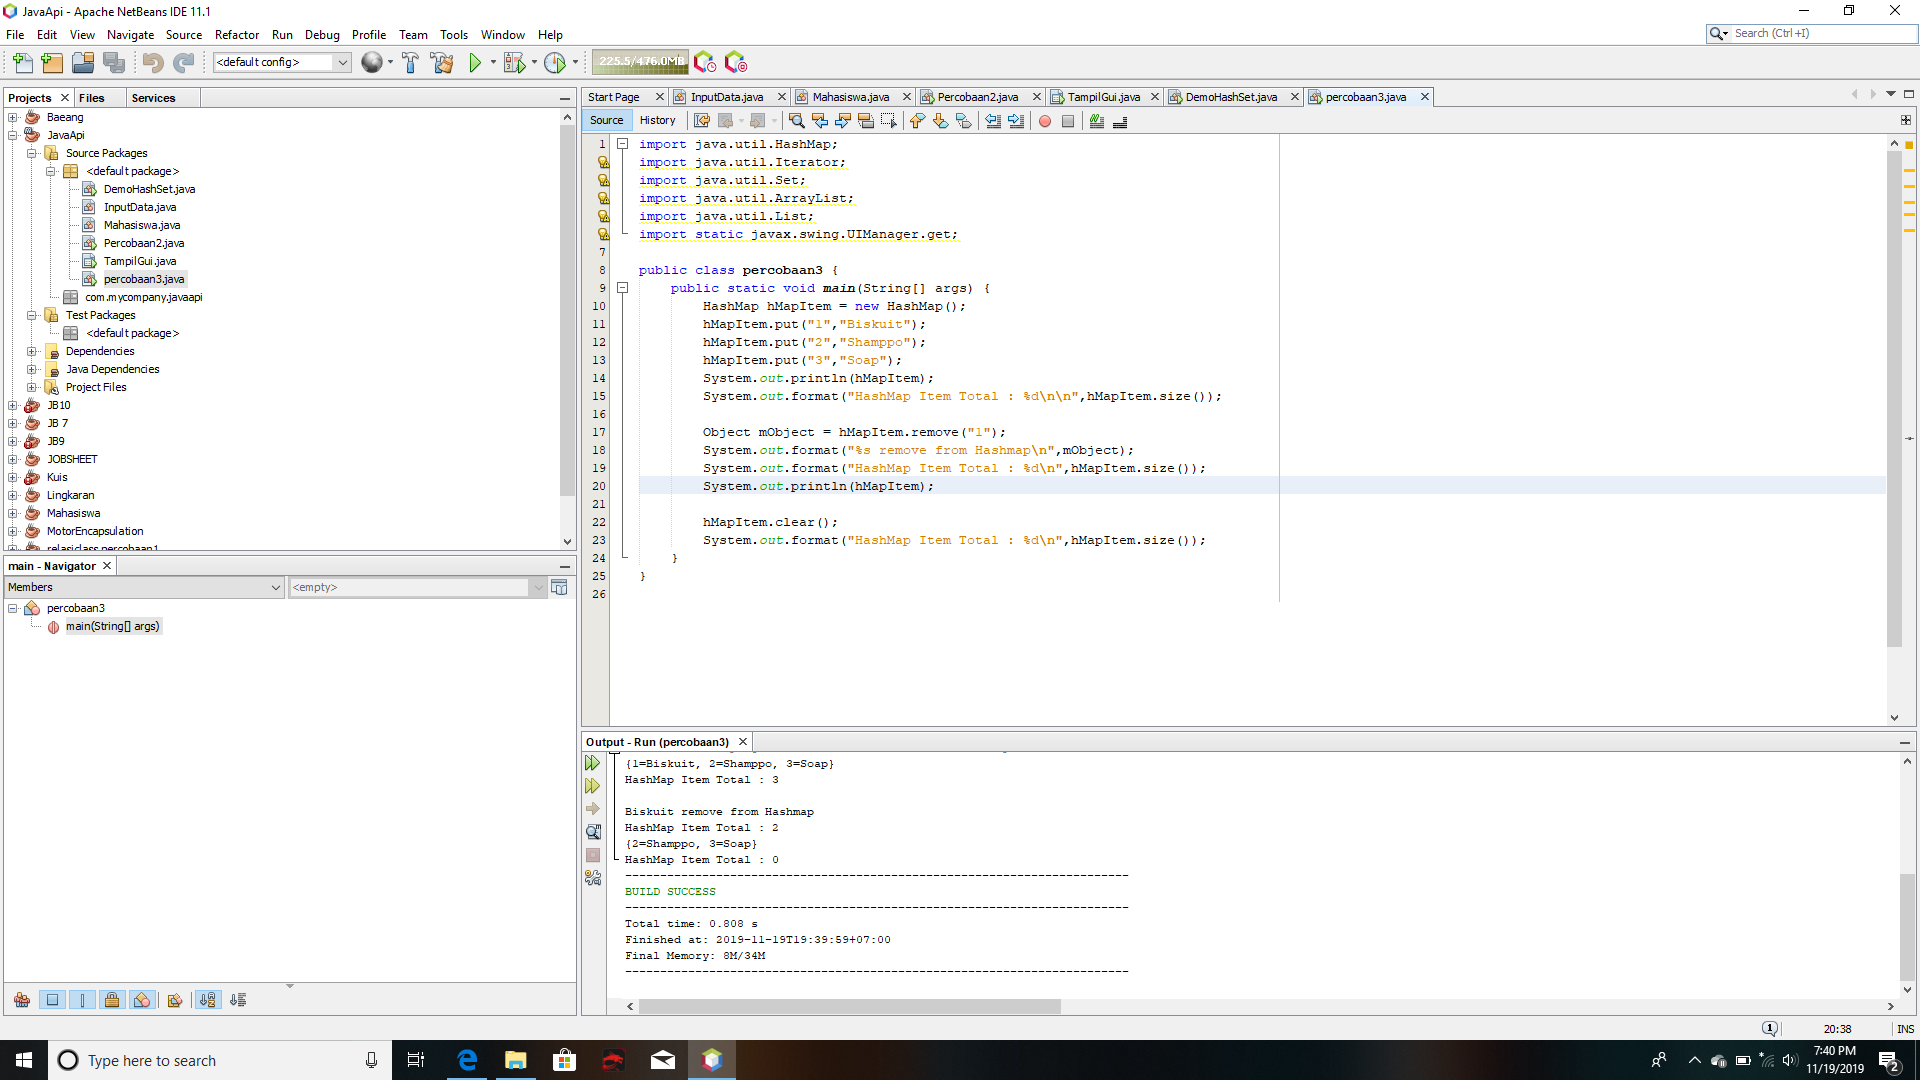 JavaApi - Apache NetBeans IDE 11.1
File Edit View Navigate Source Refactor Run Debug Profile Team Tools Window Help
Search (Ctrl+I)
<default config>
225.5/476.0MB
Projects Files Services
Baeang
JavaApi
Source Packages
<default package>
DemoHashSet.java
InputData.java
Mahasiswa.java
Percobaan2.java
TampilGui.java
percobaan3.java
com.mycompany.javaapi
Test Packages
<default package>
Dependencies
Java Dependencies
Project Files
JB10
JB 7
JB9
JOBSHEET
Kuis
Lingkaran
Mahasiswa
MotorEncapsulation
relasiclass.percobaan1
main - Navigator
Members
<empty>
percobaan3
main(String[] args)
Start Page InputData.java Mahasiswa.java Percobaan2.java TampilGui.java DemoHashSet.java percobaan3.java
Source History
1 import java.util.HashMap;
import java.util.Iterator;
import java.util.Set;
import java.util.ArrayList;
import java.util.List;
import static javax.swing.UIManager.get;
7
8 public class percobaan3 {
9 public static void main(String[] args) {
10 HashMap hMapItem = new HashMap();
11 hMapItem.put("1","Biskuit");
12 hMapItem.put("2","Shamppo");
13 hMapItem.put("3","Soap");
14 System.out.println(hMapItem);
15 System.out.format("HashMap Item Total : %d\n\n",hMapItem.size());
16
17 Object mObject = hMapItem.remove("1");
18 System.out.format("%s remove from Hashmap\n",mObject);
19 System.out.format("HashMap Item Total : %d\n",hMapItem.size());
20 System.out.println(hMapItem);
21
22 hMapItem.clear();
23 System.out.format("HashMap Item Total : %d\n",hMapItem.size());
24 }
25 }
26
Output - Run (percobaan3)
{1=Biskuit, 2=Shamppo, 3=Soap}
HashMap Item Total : 3
Biskuit remove from Hashmap
HashMap Item Total : 2
{2=Shamppo, 3=Soap}
HashMap Item Total : 0
------------------------------------------------------------------------
BUILD SUCCESS
------------------------------------------------------------------------
Total time: 0.808 s
Finished at: 2019-11-19T19:39:59+07:00
Final Memory: 8M/34M
------------------------------------------------------------------------
1
20:38
INS
Type here to search
7:40 PM
11/19/2019
2